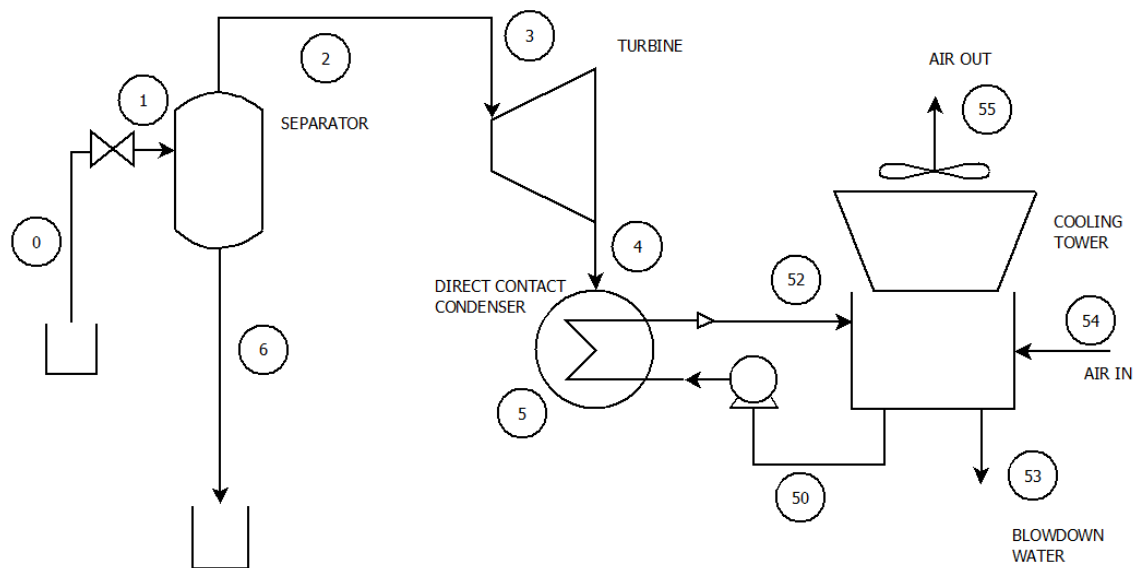 3
2
TURBINE
AIR OUT
55
1
SEPARATOR
0
4
COOLING
TOWER
DIRECT CONTACT
CONDENSER
52
54
6
AIR IN
5
50
53
BLOWDOWN
WATER